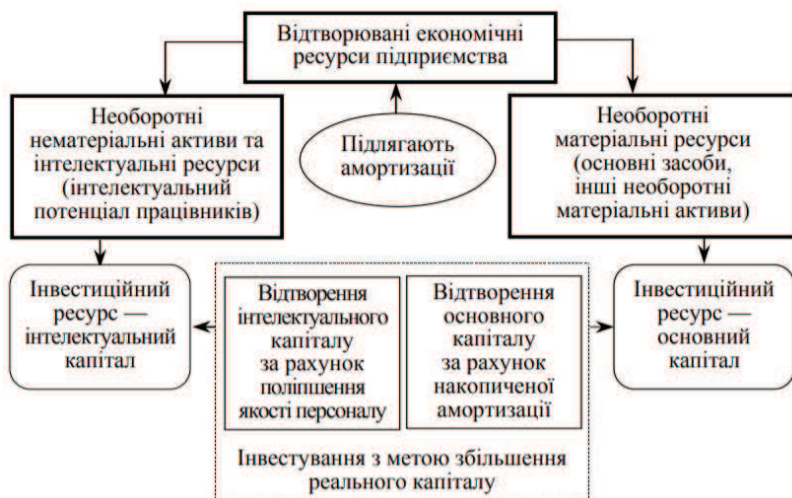 Відтворювані економічні
ресурси підприємства
Необоротні
нематеріальні активи та
інтелектуальні ресурси
(інтелектуальний
потенціал працівників)
Підлягають
амортизації
Необоротні
матеріальні ресурси
(основні засоби,
інші необоротні
матеріальні активи)
Інвестиційний
ресурс —
інтелектуальний
капітал
Відтворення
інтелектуального
капіталу
за рахунок
поліпшення
якості персоналу
Відтворення
основного
капіталу
за рахунок
накопиченої
амортизації
Інвестиційний
ресурс —
основний
капітал
Інвестування з метою збільшення
реального капіталу